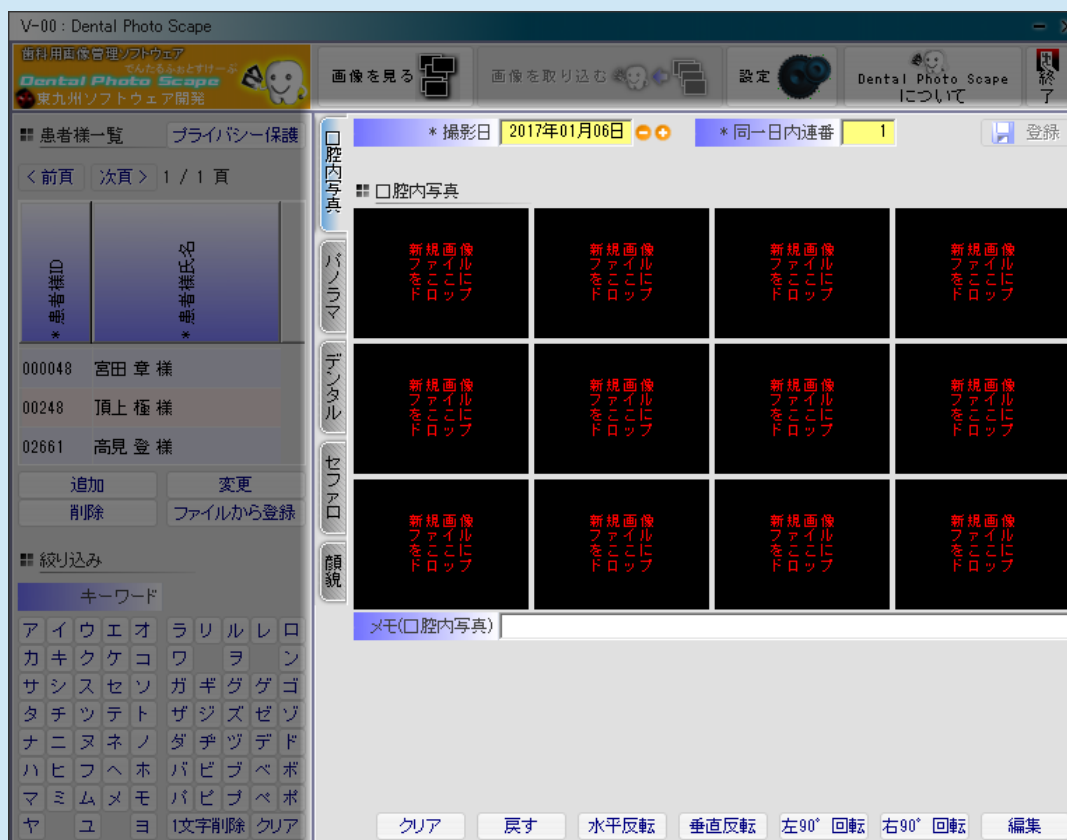 V-00 : Dental Photo Scape
歯科用画像管理ソフトウェア
でんたるふぉとすけーぷ
Dental Photo Scape
東九州ソフトウェア開発
画像を見る
画像を取り込む
設定
Dental Photo Scape
について
終
了
患者様一覧
プライバシー保護
<前頁
次頁>
1 / 1 頁
*患者様ID
*患者様氏名
000048 宮田 章 様
00248 頂上 極 様
02661 高見 登 様
追加
変更
削除
ファイルから登録
絞り込み
キーワード
ア イ ウ エ オ ラ リ ル レ ロ
カ キ ク ケ コ ワ ヲ ン
サ シ ス セ ソ ガ ギ グ ゲ ゴ
タ チ ツ テ ト ザ ジ ズ ゼ ゾ
ナ ニ ヌ ネ ノ ダ ヂ ヅ デ ド
ハ ヒ フ ヘ ホ バ ビ ブ ベ ボ
マ ミ ム メ モ パ ピ プ ペ ポ
ヤ ユ ヨ 1文字削除 クリア
口腔内写真
パノラマ
デンタル
セファロ
顔貌
*撮影日 2017年01月06日
*同一日内連番 1
登録
口腔内写真
新規画像
ファイル
をここに
ドロップ
新規画像
ファイル
をここに
ドロップ
新規画像
ファイル
をここに
ドロップ
新規画像
ファイル
をここに
ドロップ
新規画像
ファイル
をここに
ドロップ
新規画像
ファイル
をここに
ドロップ
新規画像
ファイル
をここに
ドロップ
新規画像
ファイル
をここに
ドロップ
新規画像
ファイル
をここに
ドロップ
新規画像
ファイル
をここに
ドロップ
新規画像
ファイル
をここに
ドロップ
新規画像
ファイル
をここに
ドロップ
メモ(口腔内写真)
クリア
戻す
水平反転
垂直反転
左90° 回転
右90° 回転
編集